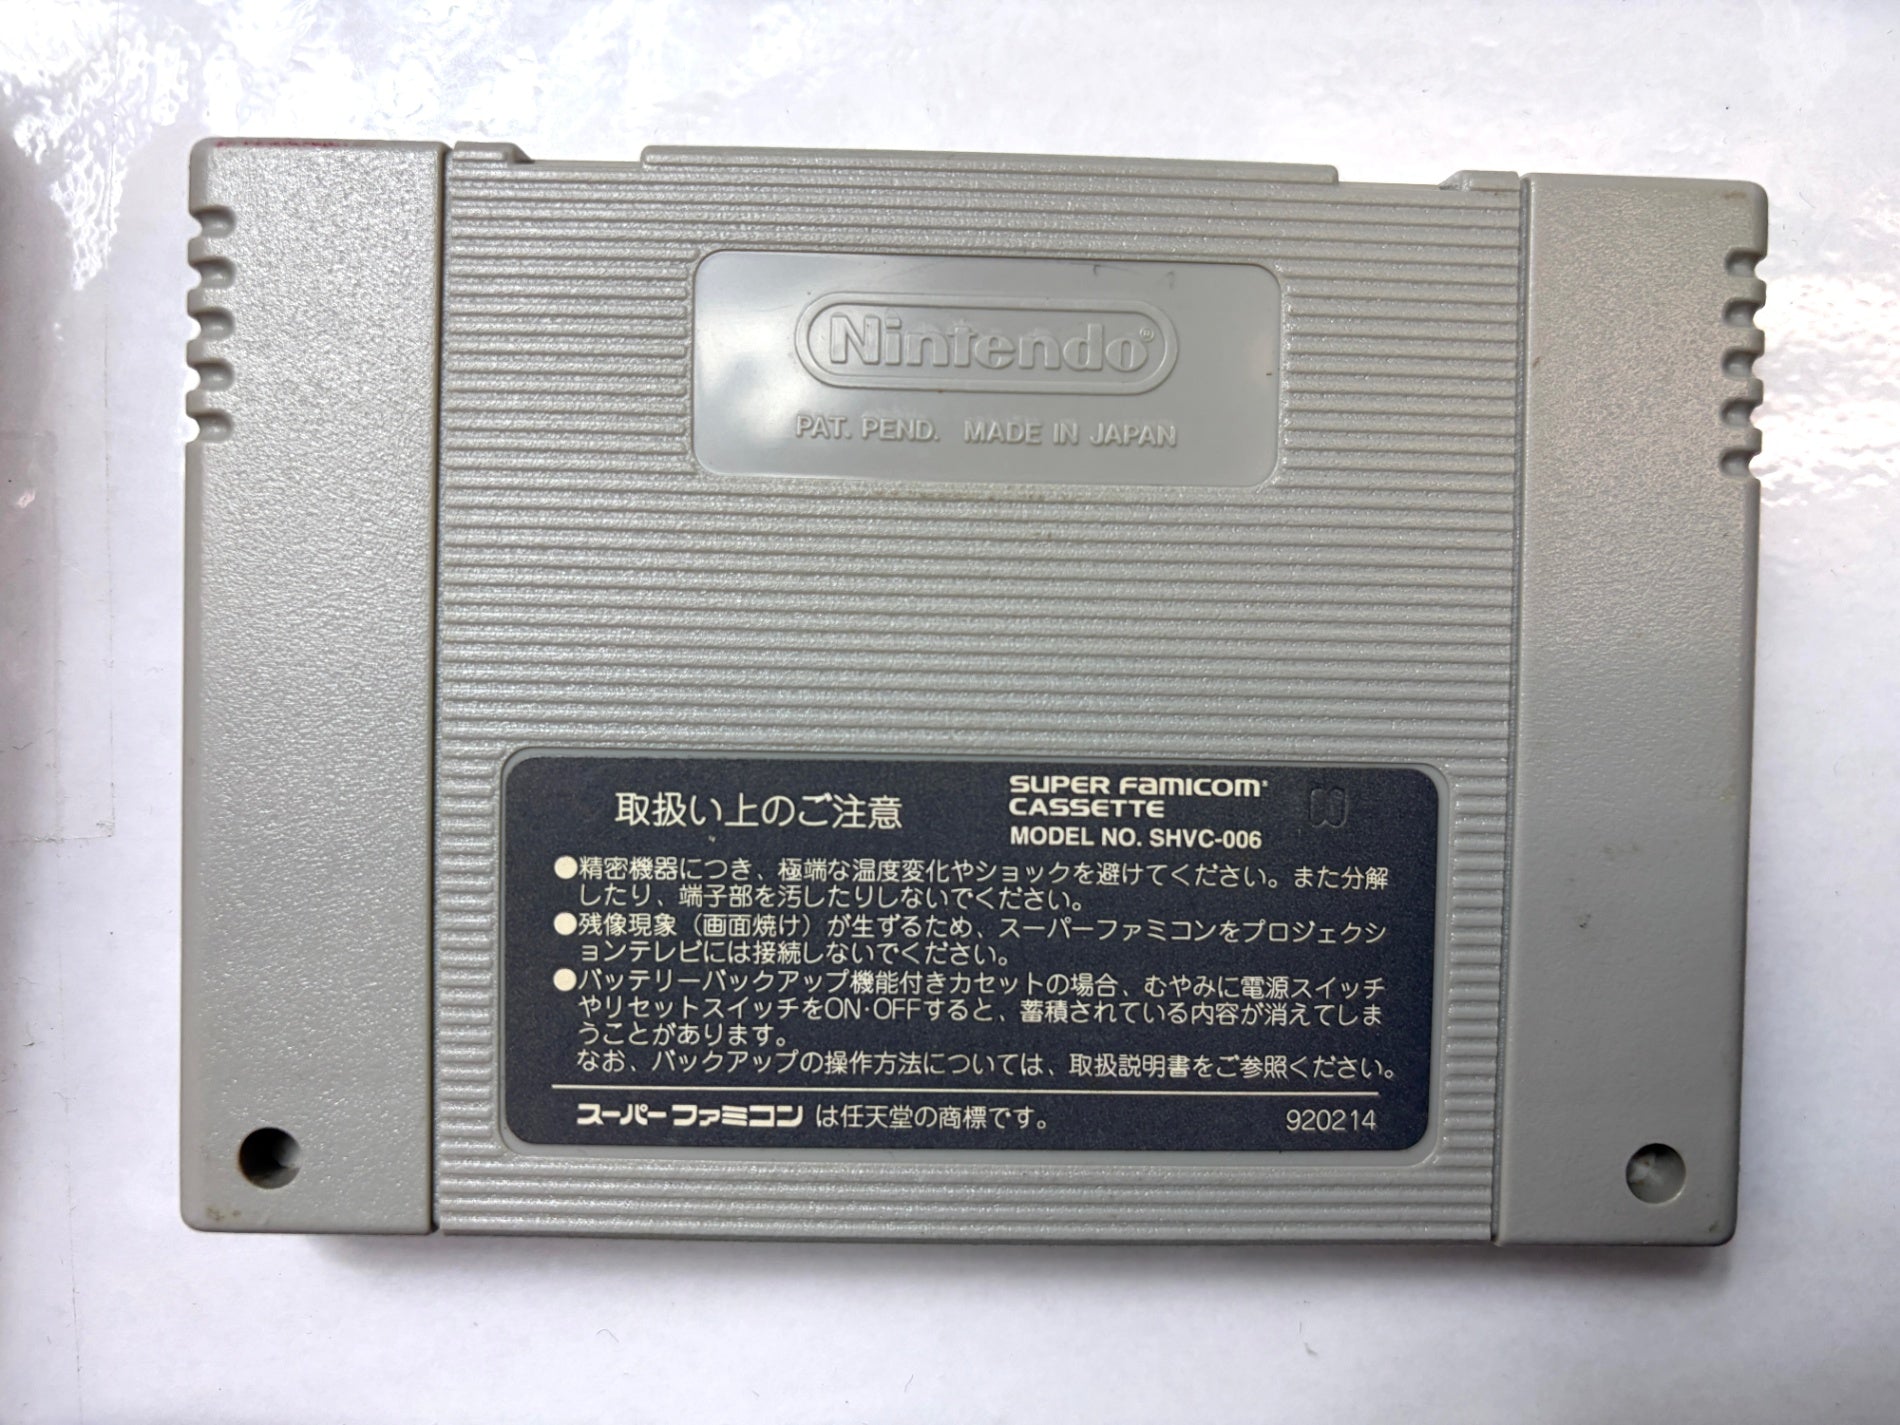 Nintendo®
PAT. PEND. MADE IN JAPAN
取扱い上のご注意
SUPER FAMICOM
CASSETTE
MODEL NO. SHVC-006
●精密機器につき、極端な温度変化やショックを避けてください。また分解
したり、端子部を汚したりしないでください。
●残像現象（画面焼け）が生ずるため、スーパーファミコンをプロジェクシ
ョンテレビには接続しないでください。
●バッテリーバックアップ機能付きカセットの場合、むやみに電源スイッチ
やリセットスイッチをON·OFFすると、蓄積されている内容が消えてしま
うことがあります。
なお、バックアップの操作方法については、取扱説明書をご参照ください。
スーパーファミコン は任天堂の商標です。
920214